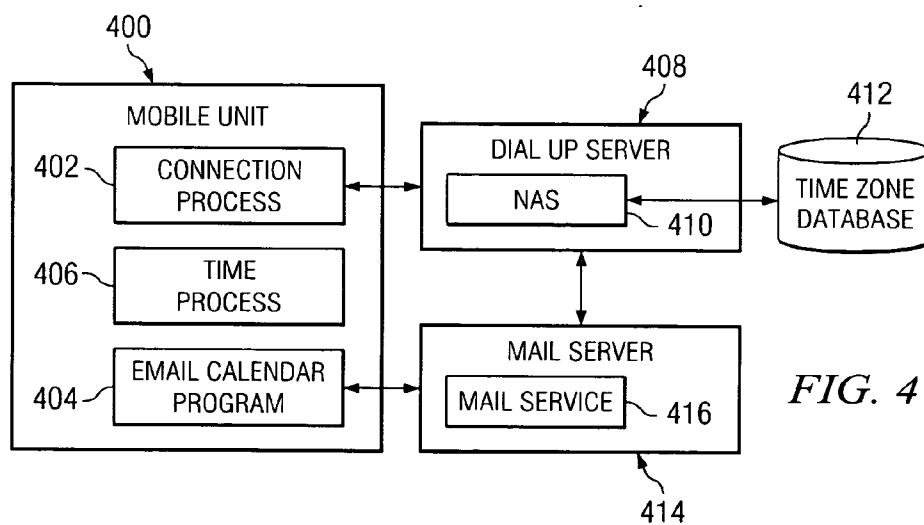 400
MOBILE UNIT
402
CONNECTION
PROCESS
406
TIME
PROCESS
404
EMAIL CALENDAR
PROGRAM
408
DIAL UP SERVER
NAS
410
412
TIME ZONE
DATABASE
MAIL SERVER
MAIL SERVICE
416
414
FIG. 4